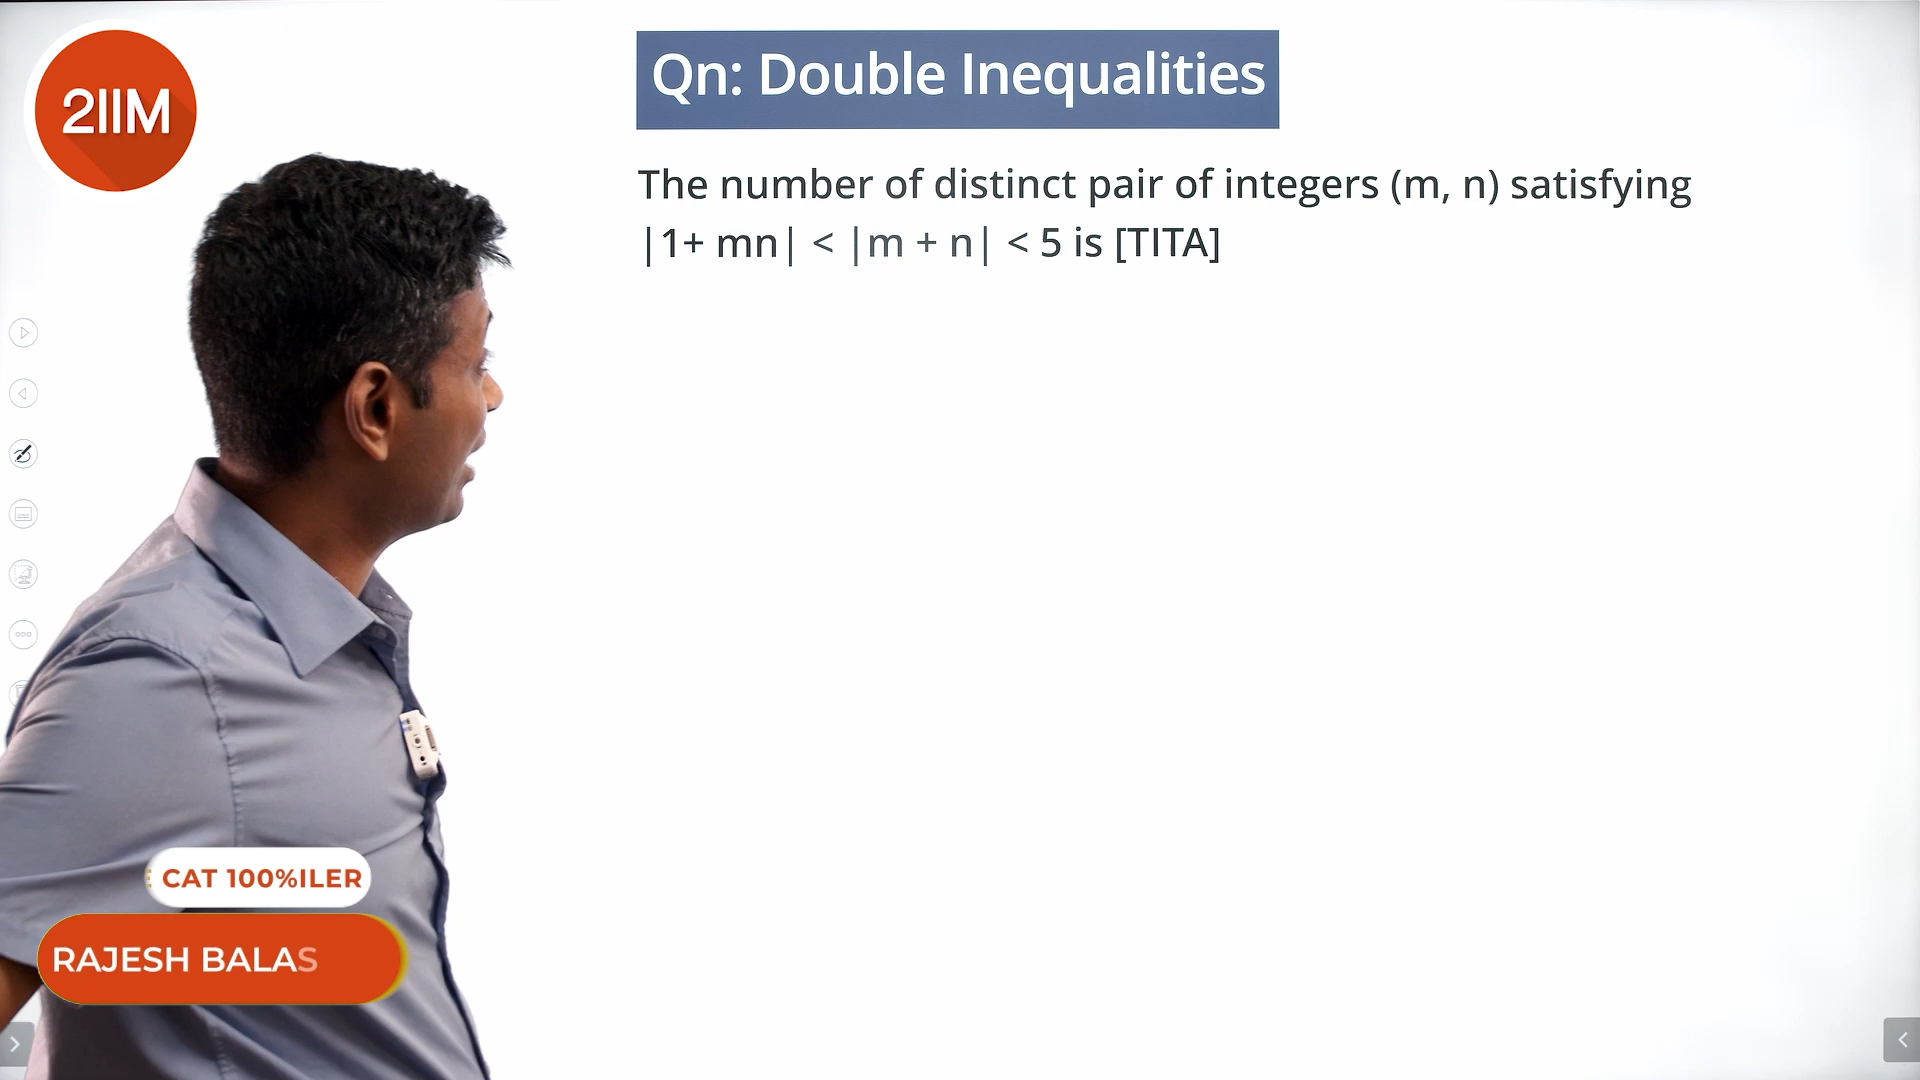 2IIM
Qn: Double Inequalities
The number of distinct pair of integers (m, n) satisfying
|1+ mn| < |m + n| < 5 is [TITA]
CAT 100%ILER
RAJESH BALAS